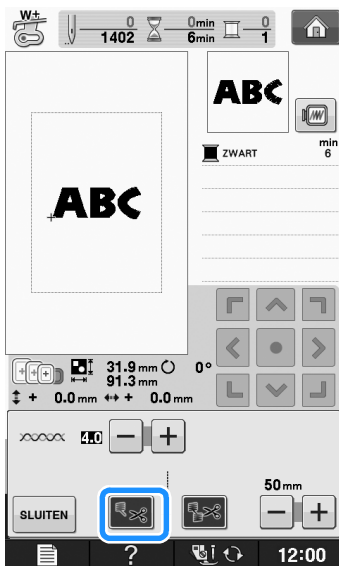 W±
0 0min 0
1402 6min 1
ABC
ZWART min
6
ABC
31.9 mm 0°
91.3 mm
+ 0.0 mm + 0.0 mm
4.0 − +
50 mm
SLUITEN − +
? 12:00